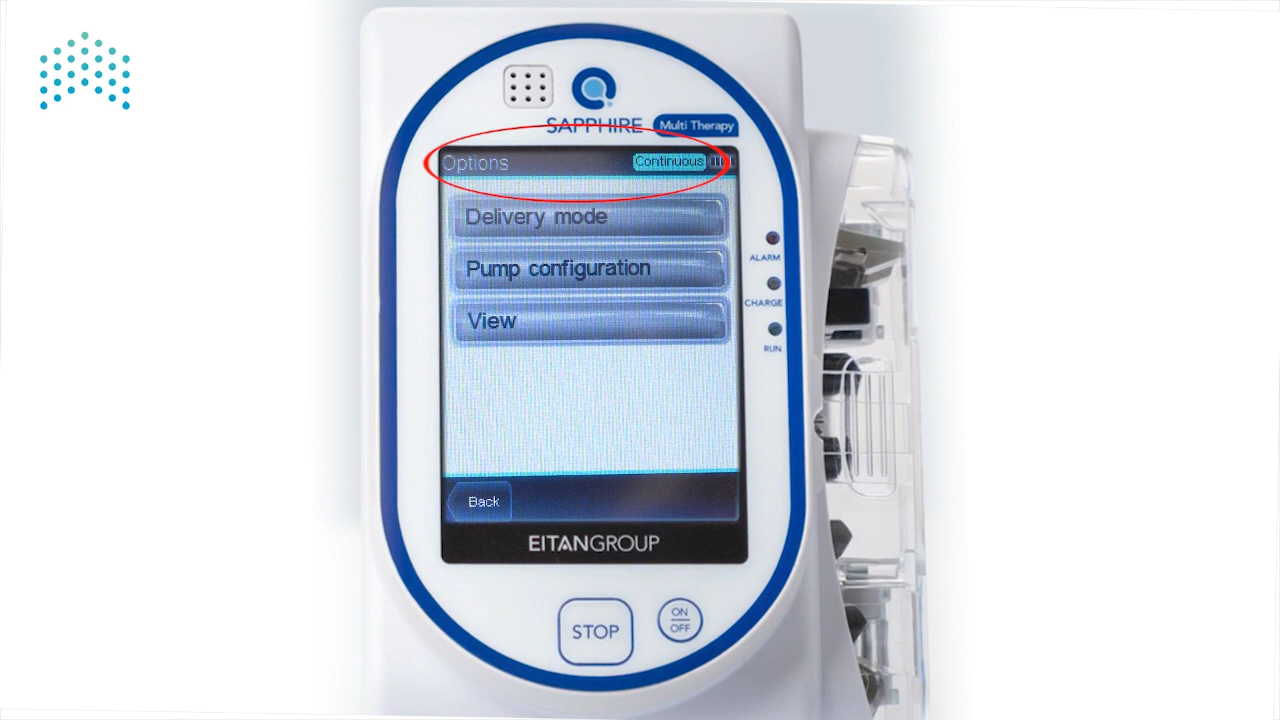 SAPPHIRE Multi Therapy
Options Continuous
Delivery mode
Pump configuration
View
ALARM
CHARGE
RUN
Back
EITANGROUP
STOP
ON
OFF